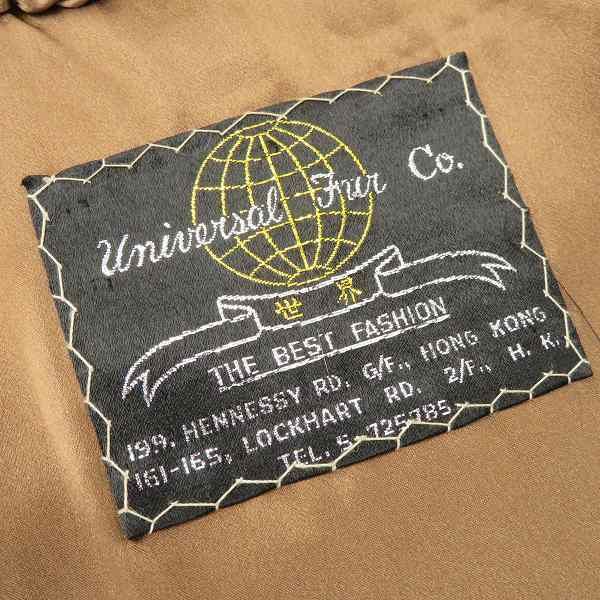 Universal Fur Co.
世界
THE BEST FASHION
199, HENNESSY RD. G/F., HONG KONG
161-165, LOCKHART RD. 2/F., H. K.
TEL. 5-725785